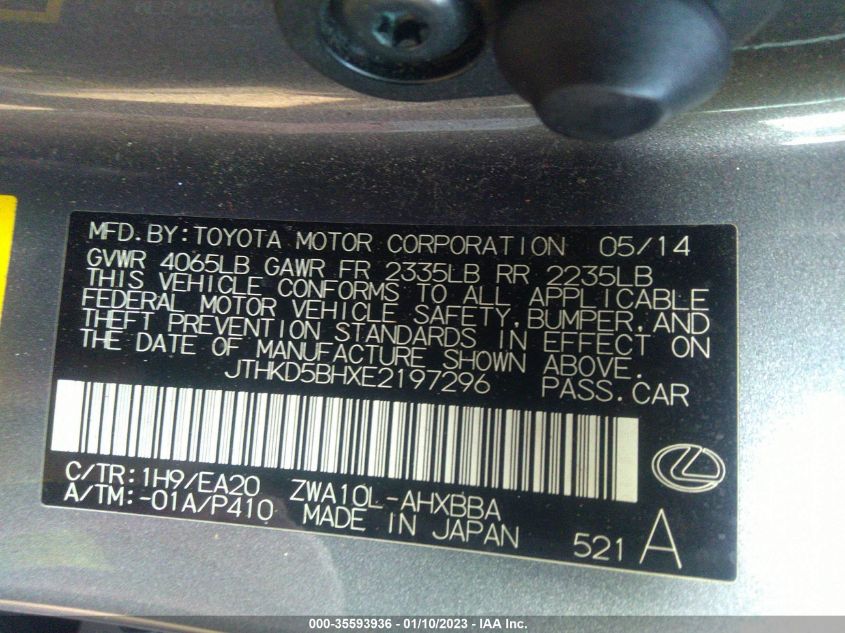 MFD.BY:TOYOTA MOTOR CORPORATION 05/14
GVWR 4065LB GAWR FR 2335LB RR 2235LB
THIS VEHICLE CONFORMS TO ALL APPLICABLE
FEDERAL MOTOR VEHICLE SAFETY,BUMPER,AND
THEFT PREVENTION STANDARDS IN EFFECT ON
THE DATE OF MANUFACTURE SHOWN ABOVE.
JTHKD5BHXE2197296 PASS.CAR
C/TR:1H9/EA20 ZWA10L-AHXBBA
A/TM:-01A/P410 MADE IN JAPAN 521 A
000-35593936 - 01/10/2023 - IAA Inc.